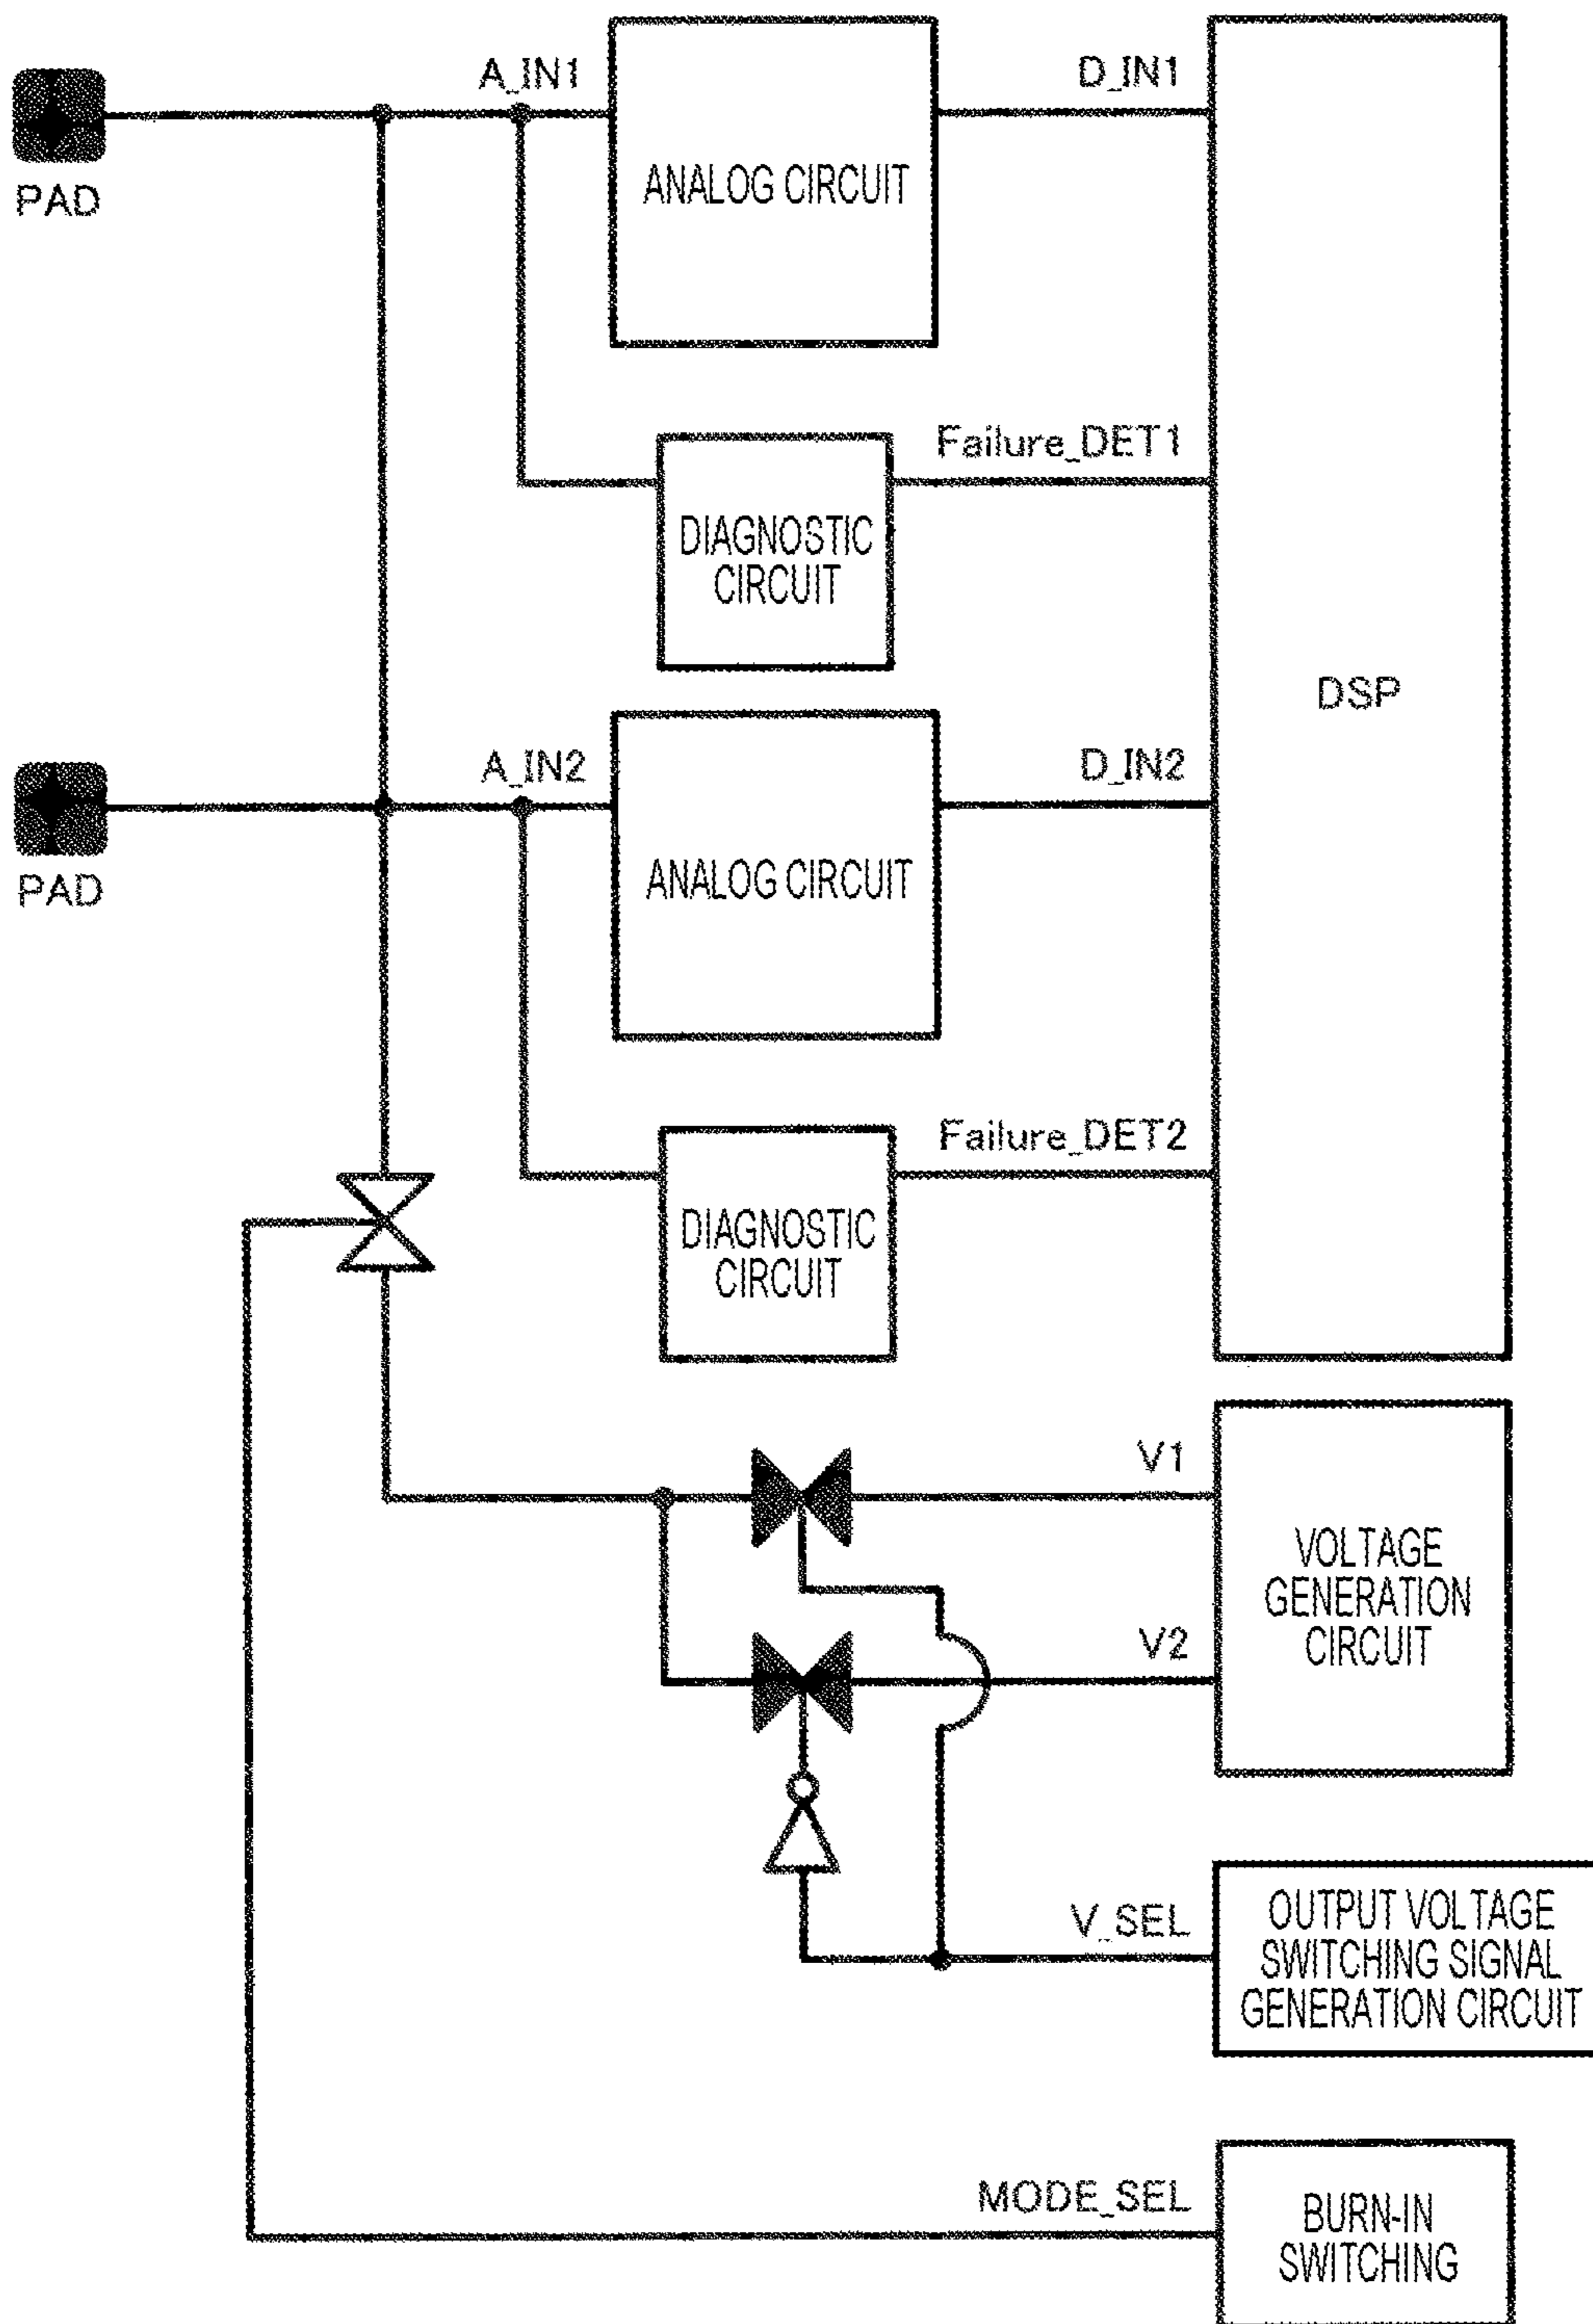 A_IN1
D_IN1
PAD
ANALOG CIRCUIT
Failure_DET1
DIAGNOSTIC
CIRCUIT
DSP
A_IN2
D_IN2
PAD
ANALOG CIRCUIT
Failure_DET2
DIAGNOSTIC
CIRCUIT
V1
VOLTAGE
GENERATION
CIRCUIT
V2
V_SEL
OUTPUT VOLTAGE
SWITCHING SIGNAL
GENERATION CIRCUIT
MODE_SEL
BURN-IN
SWITCHING